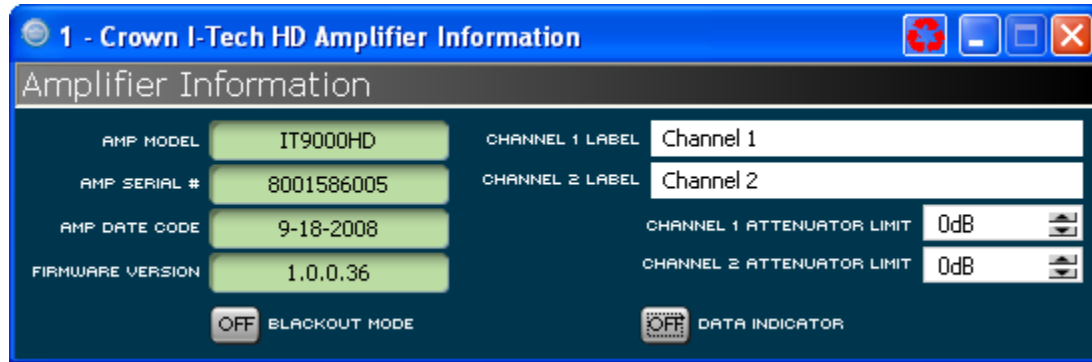 1 - Crown I-Tech HD Amplifier Information
Amplifier Information
AMP MODEL IT9000HD
AMP SERIAL # 8001586005
AMP DATE CODE 9-18-2008
FIRMWARE VERSION 1.0.0.36
OFF BLACKOUT MODE
CHANNEL 1 LABEL Channel 1
CHANNEL 2 LABEL Channel 2
CHANNEL 1 ATTENUATOR LIMIT 0dB
CHANNEL 2 ATTENUATOR LIMIT 0dB
OFF DATA INDICATOR